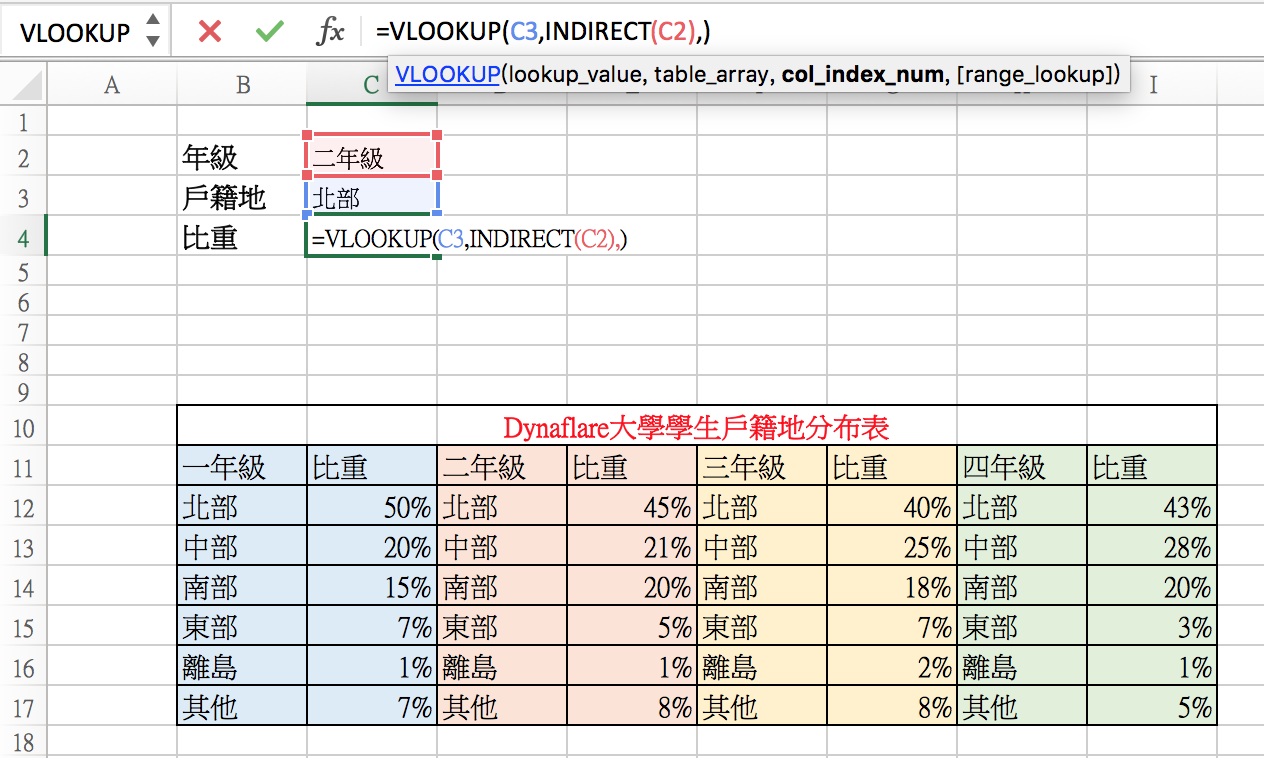 VLOOKUP fx =VLOOKUP(C3,INDIRECT(C2),)
VLOOKUP(lookup_value, table_array, col_index_num, [range_lookup])
A B C I
1
2 年級 二年級
3 戶籍地 北部
4 比重 =VLOOKUP(C3,INDIRECT(C2),)
5
6
7
8
9
10 Dynaflare大學學生戶籍地分布表
11 一年級 比重 二年級 比重 三年級 比重 四年級 比重
12 北部 50% 北部 45% 北部 40% 北部 43%
13 中部 20% 中部 21% 中部 25% 中部 28%
14 南部 15% 南部 20% 南部 18% 南部 20%
15 東部 7% 東部 5% 東部 7% 東部 3%
16 離島 1% 離島 1% 離島 2% 離島 1%
17 其他 7% 其他 8% 其他 8% 其他 5%
18